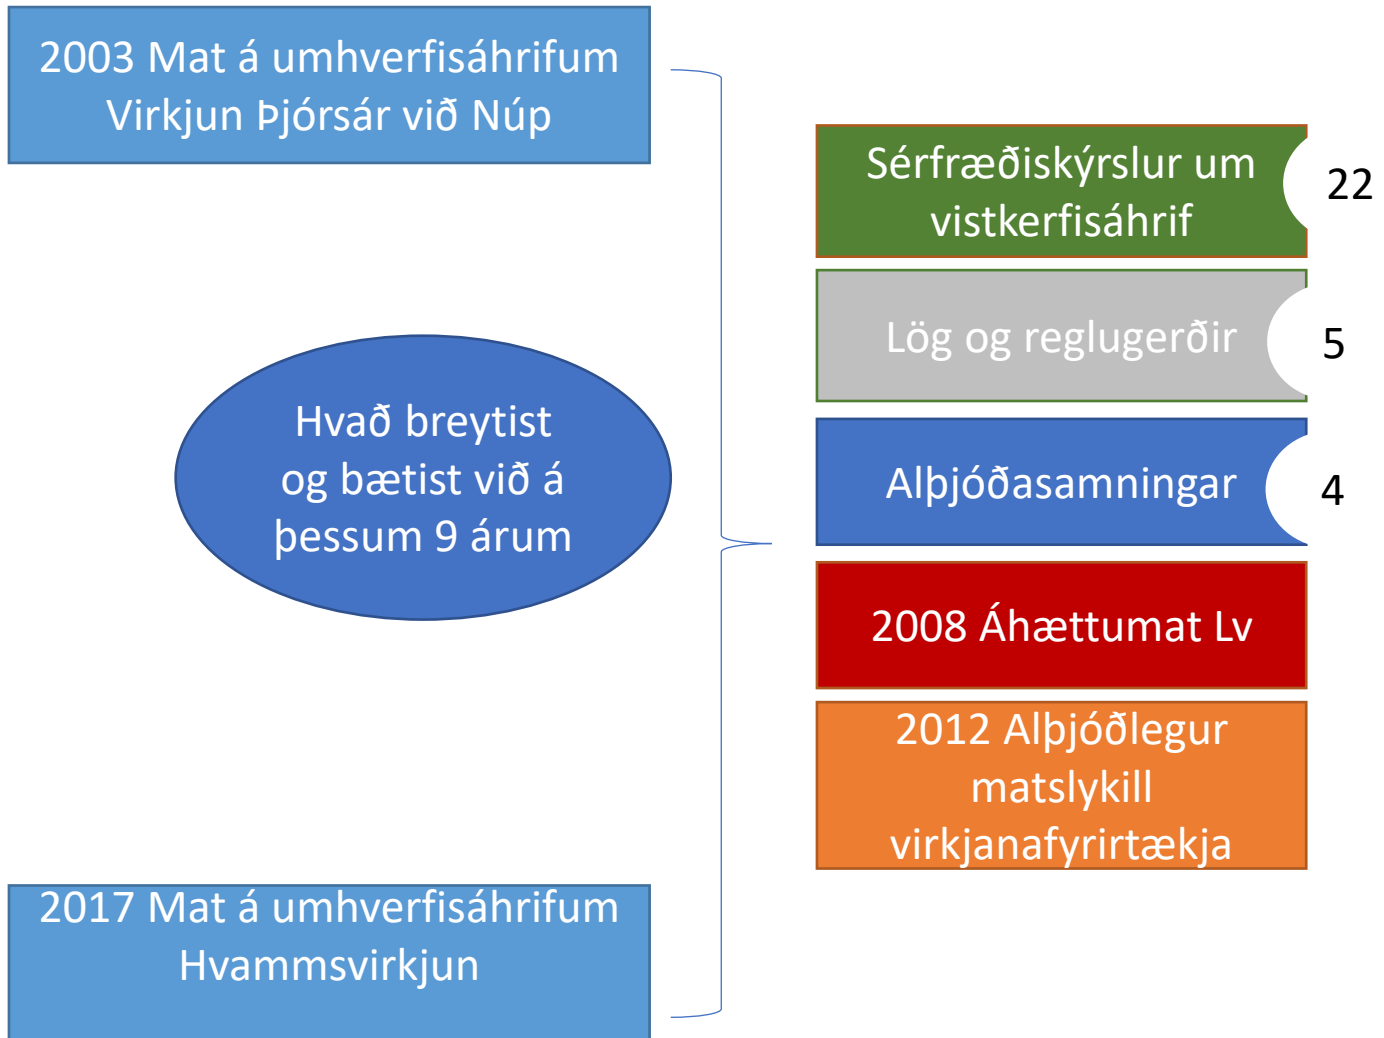 2003 Mat á umhverfisáhrifum
Virkjun Þjórsár við Núp
Hvað breytist
og bætist við á
þessum 9 árum
2017 Mat á umhverfisáhrifum
Hvammsvirkjun
Sérfræðiskýrslur um
vistkerfisáhrif
22
Lög og reglugerðir
5
Alþjóðasamningar
4
2008 Áhættumat Lv
2012 Alþjóðlegur
matslykill
virkjanafyrirtækja